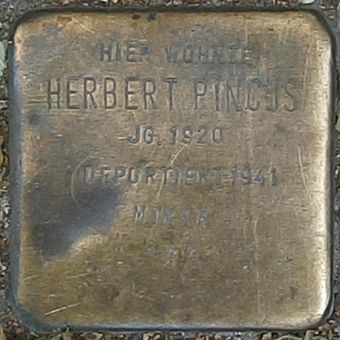 HIER WOHNTE
HERBERT PINCUS
JG. 1920
DEPORTIERT 1941
MINSK